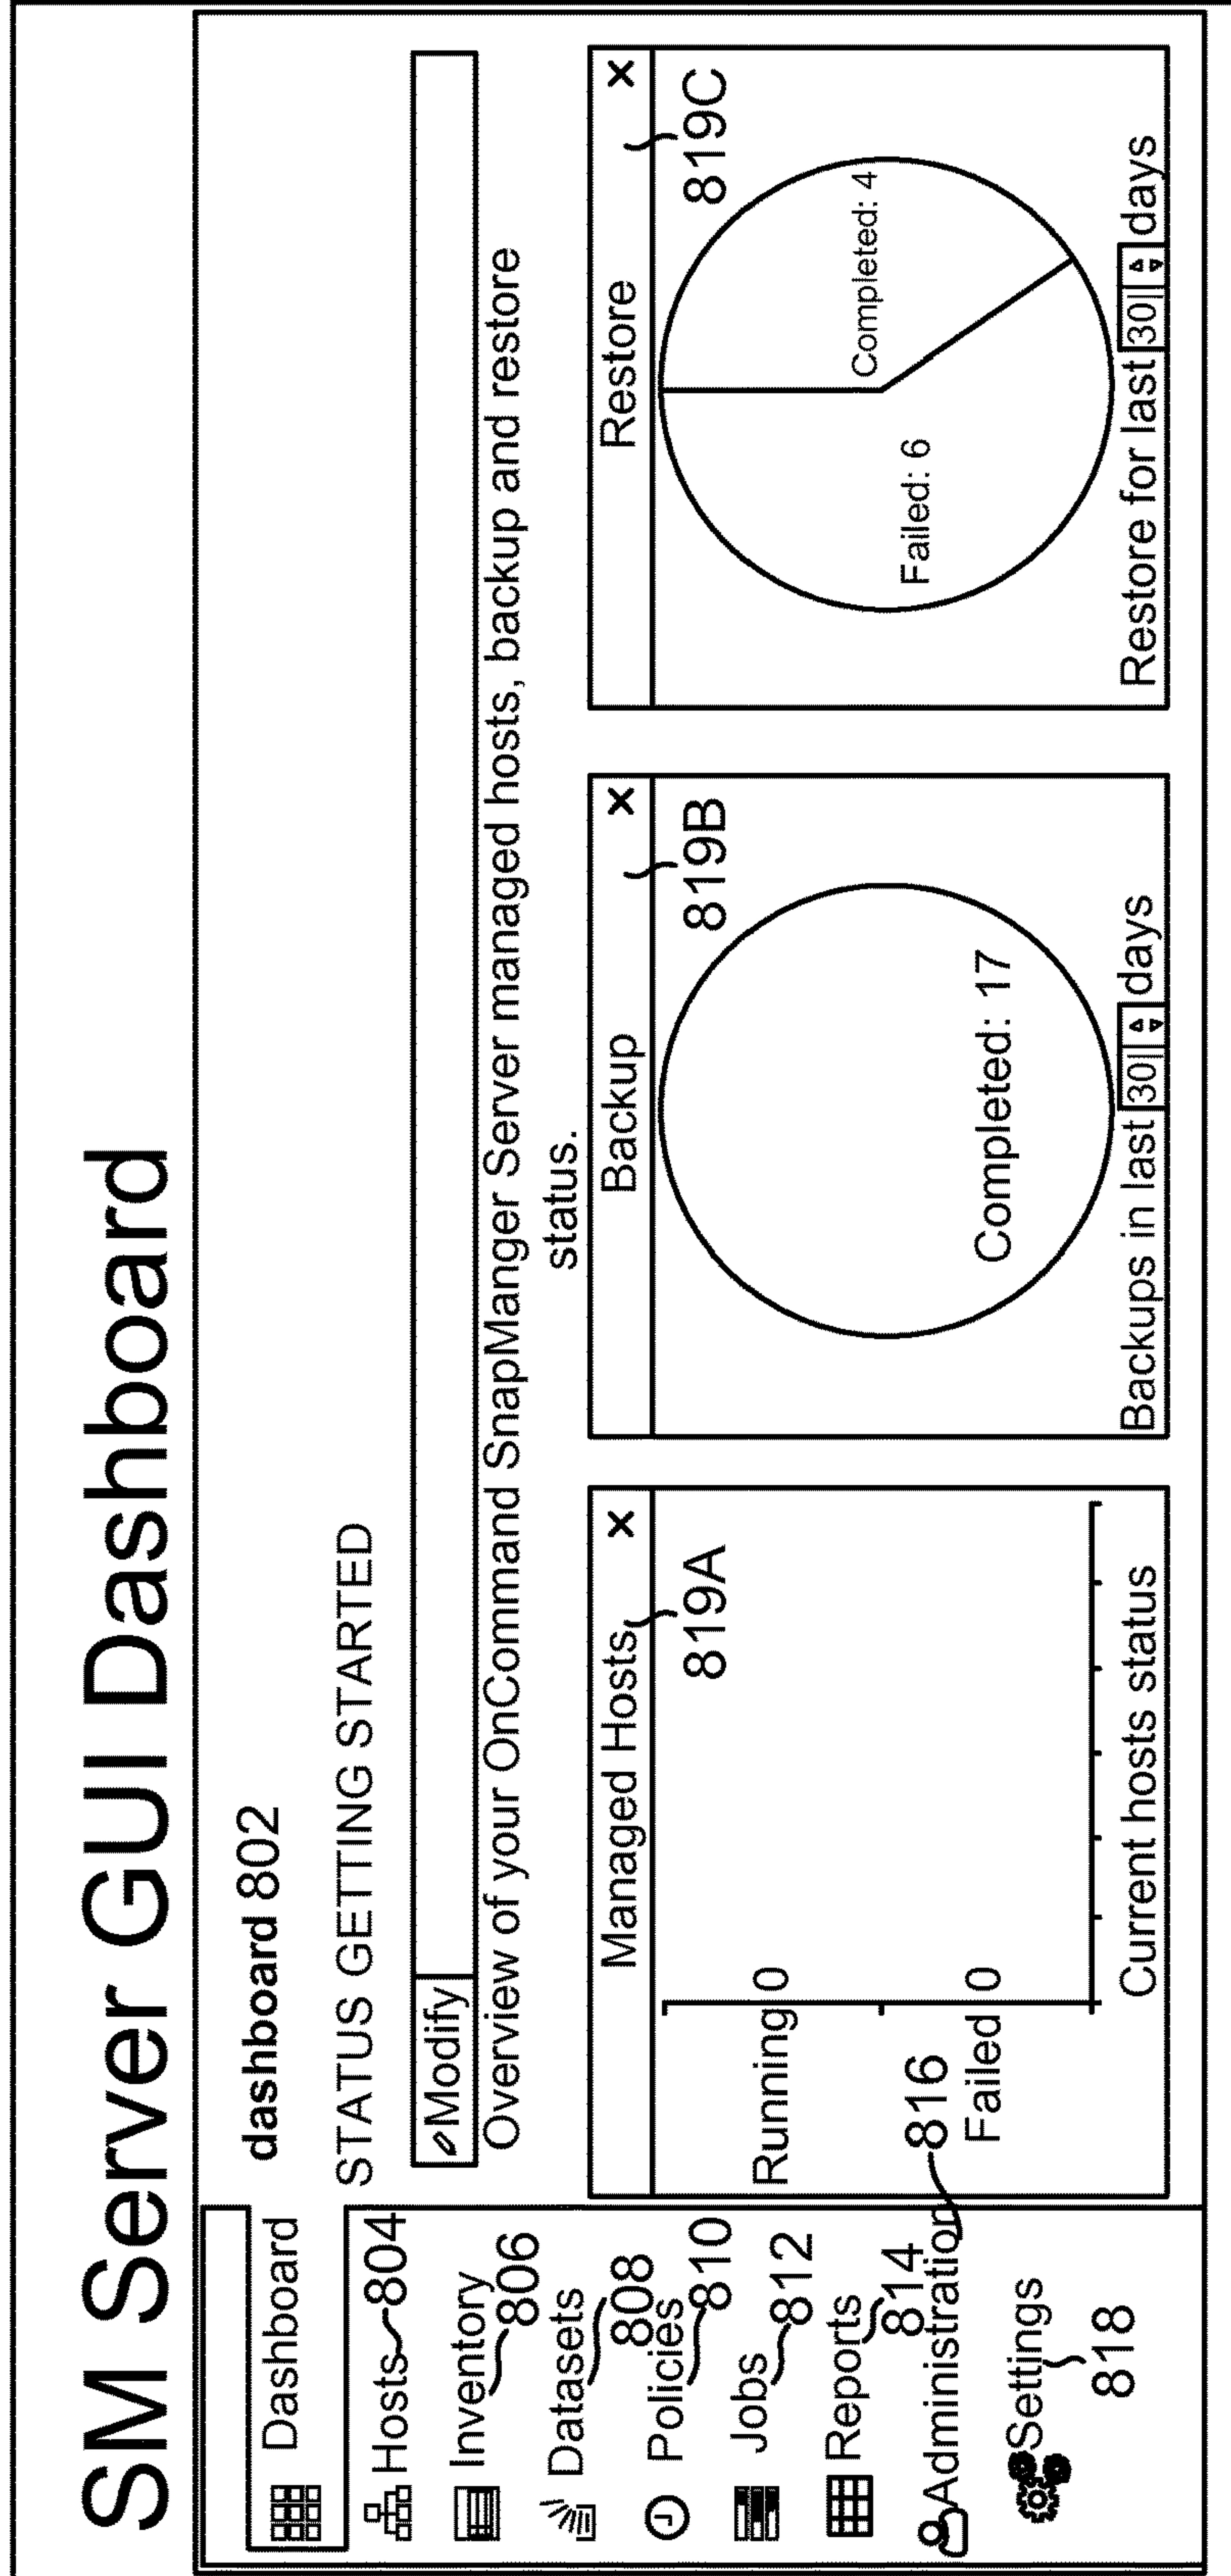 SM Server GUI Dashboard
Dashboard
dashboard 802
Hosts 804
Inventory
806
Datasets
808
Policies
810
Jobs
812
Reports
814
Administration
816
Settings
818
STATUS GETTING STARTED
Modify
Overview of your OnCommand SnapManger Server managed hosts, backup and restore
status.
Managed Hosts
x
819A
Running 0
Failed 0
Current hosts status
Backup
x
819B
Completed: 17
Backups in last 30 days
Restore
x
819C
Completed: 4
Failed: 6
Restore for last 30 days